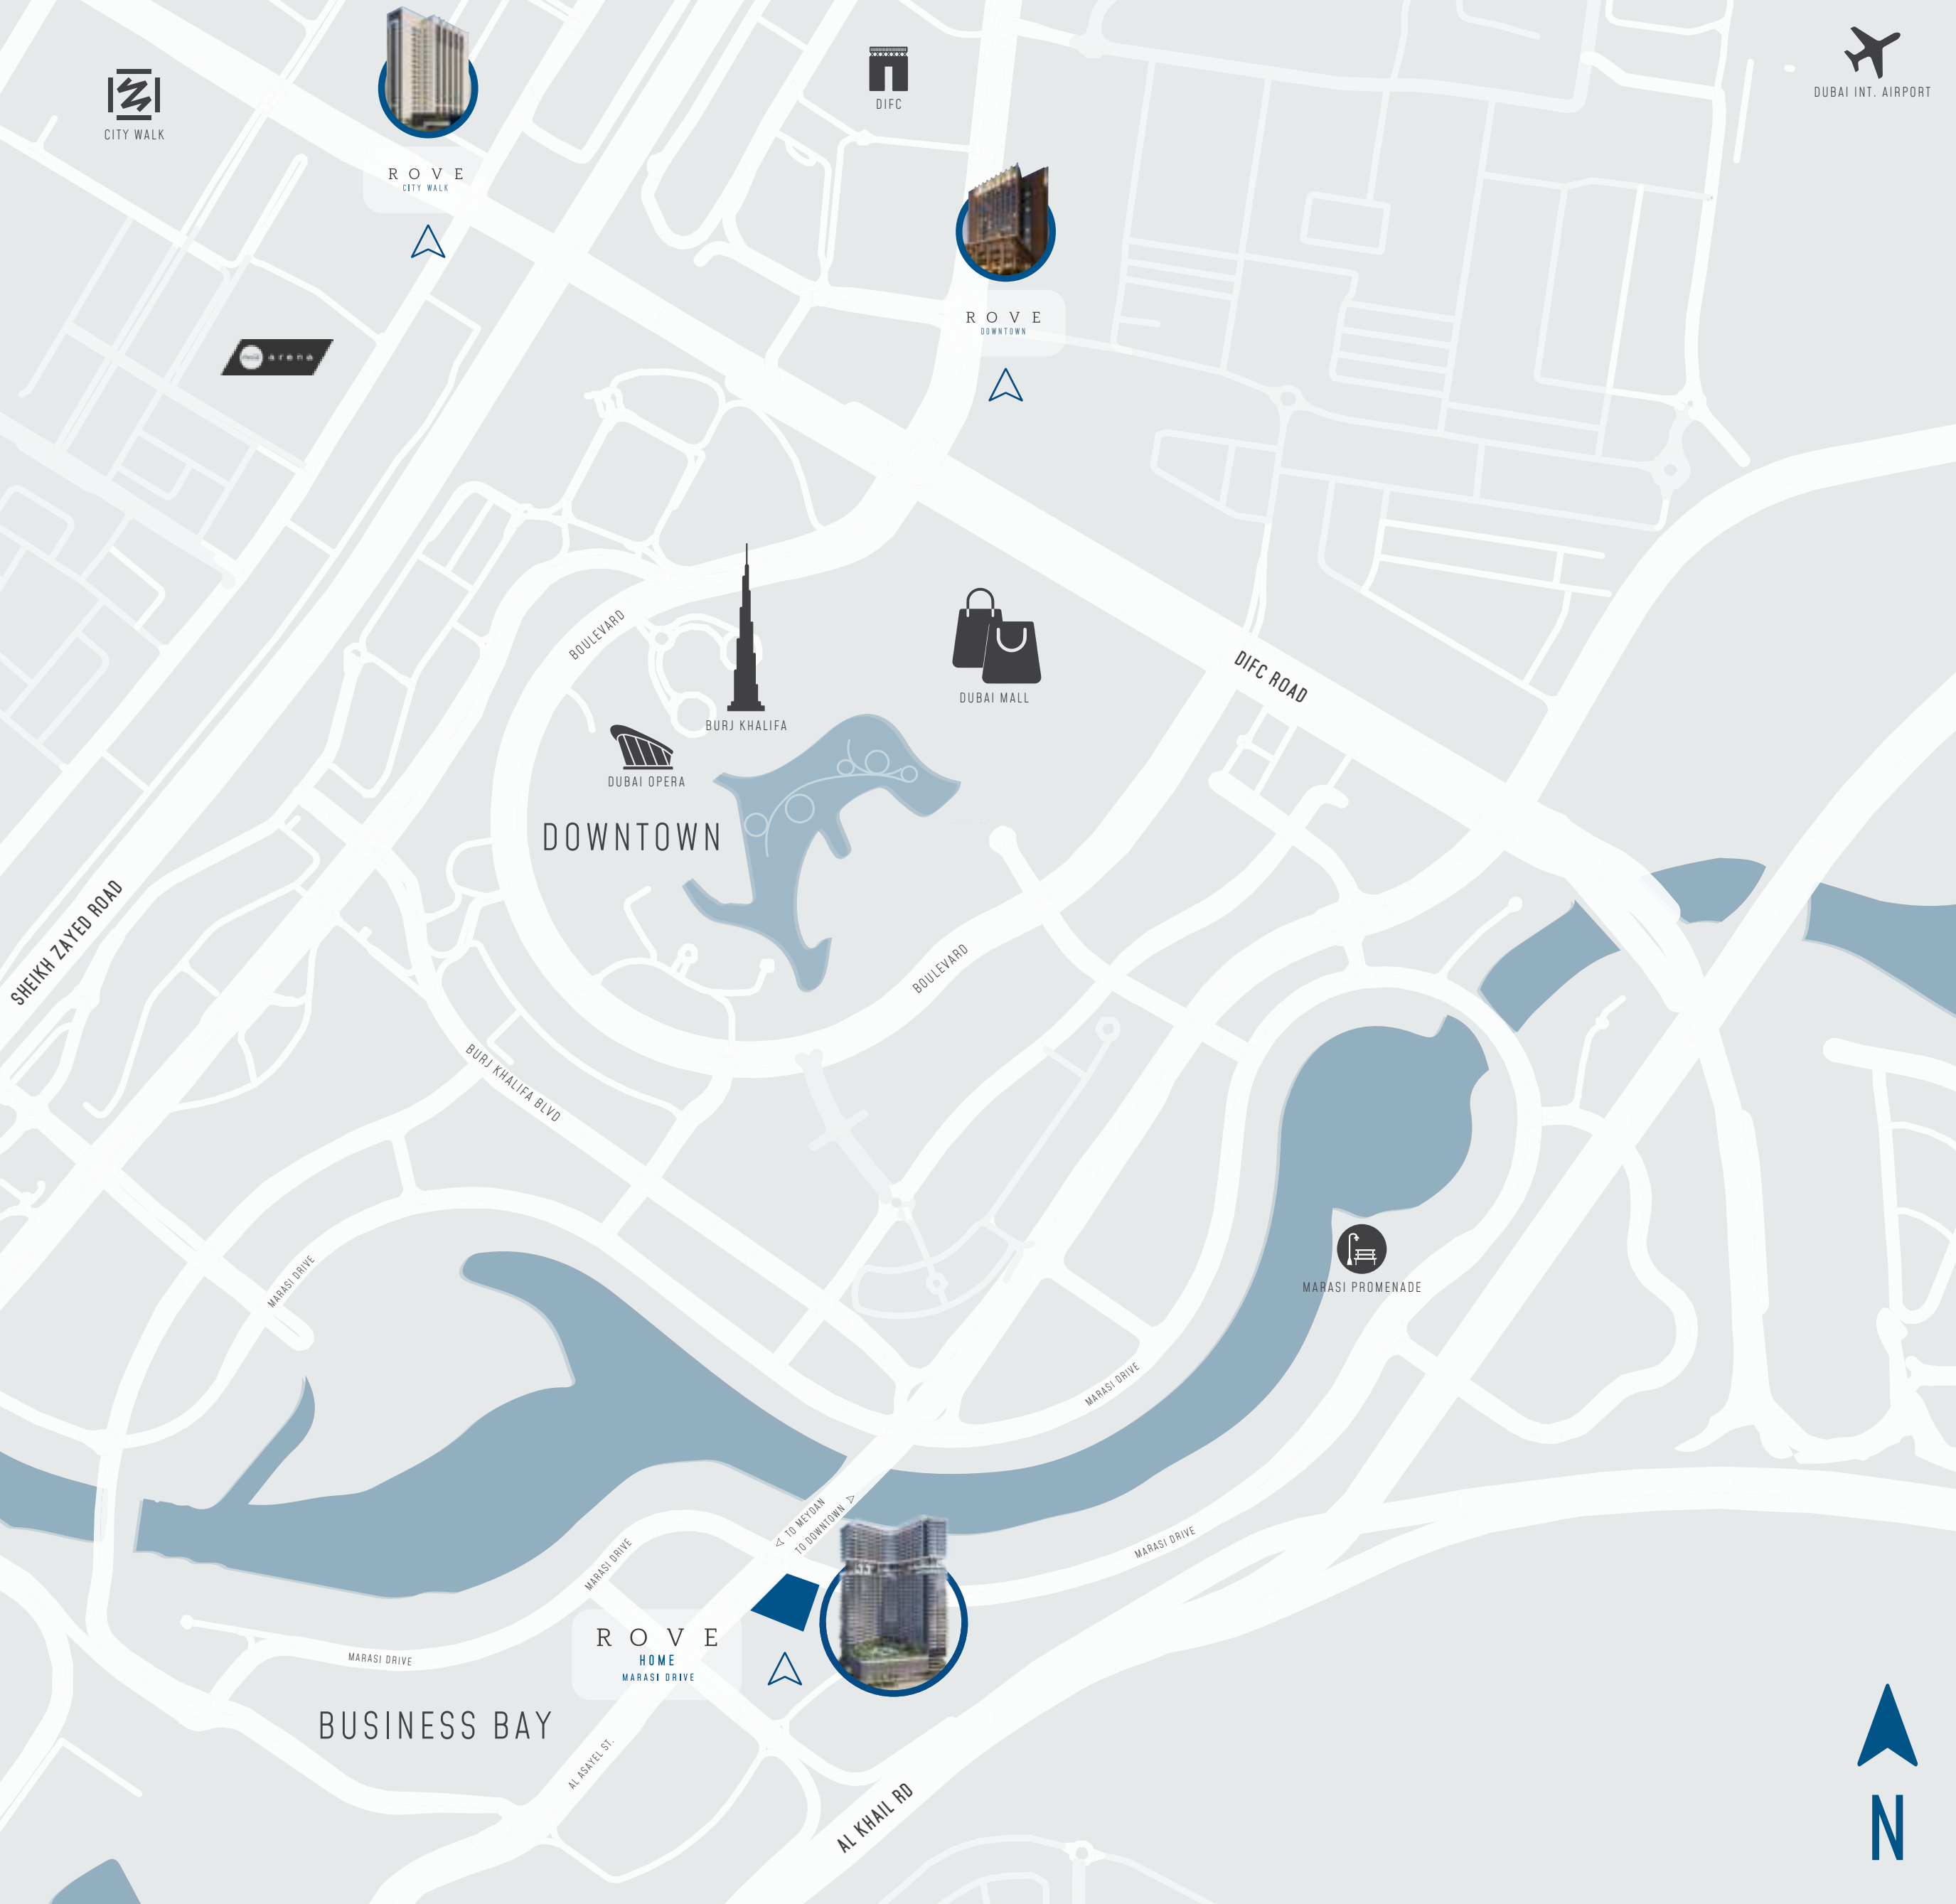 CITY WALK
DIFC
DUBAI INT. AIRPORT
ROVE
CITY WALK
ROVE
DOWNTOWN
arena
BOULEVARD
DIFC ROAD
DUBAI MALL
BURJ KHALIFA
DUBAI OPERA
DOWNTOWN
SHEIKH ZAYED ROAD
BOULEVARD
BURJ KHALIFA BLVD
MARASI DRIVE
MARASI PROMENADE
MARASI DRIVE
TO MEYDAN
TO DOWNTOWN
MARASI DRIVE
MARASI DRIVE
ROVE
HOME
MARASI DRIVE
MARASI DRIVE
BUSINESS BAY
AL ASAYEL ST.
AL KHAIL RD
N